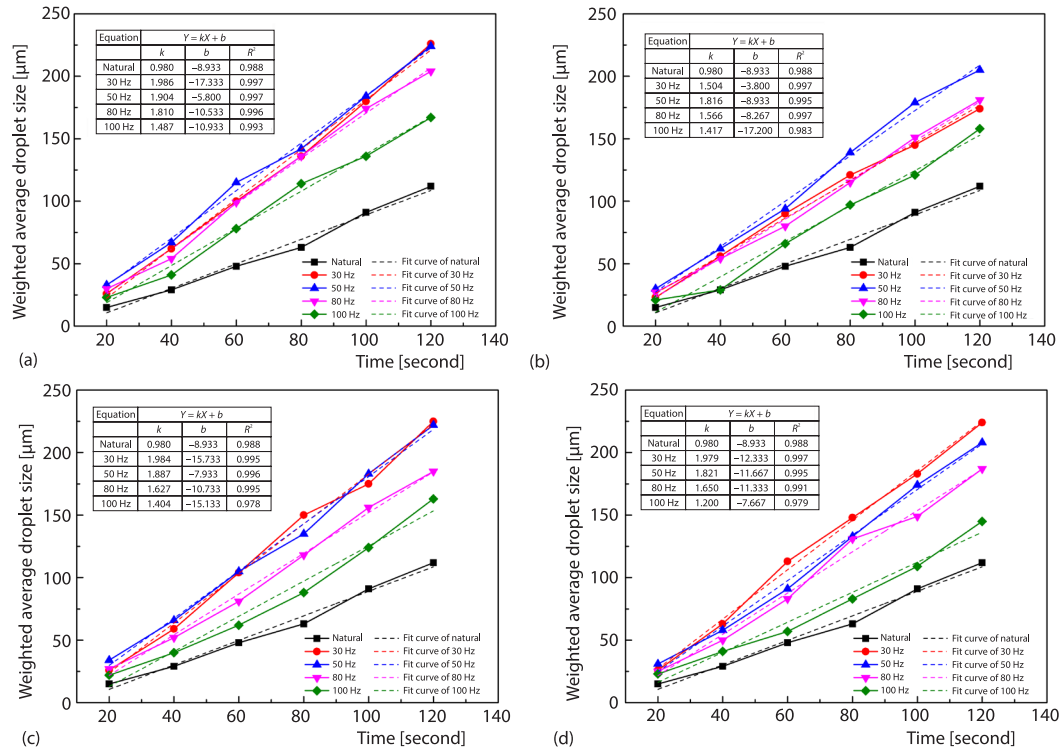 Weighted average droplet size [µm]
250
200
150
100
50
0
Equation Y = kX + b
k b R²
Natural 0.980 −8.933 0.988
30 Hz 1.986 −17.333 0.997
50 Hz 1.904 −5.800 0.997
80 Hz 1.810 −10.533 0.996
100 Hz 1.487 −10.933 0.993
Natural Fit curve of natural
30 Hz Fit curve of 30 Hz
50 Hz Fit curve of 50 Hz
80 Hz Fit curve of 80 Hz
100 Hz Fit curve of 100 Hz
20 40 60 80 100 120 140
(a) Time [second]
Weighted average droplet size [µm]
250
200
150
100
50
0
Equation Y = kX + b
k b R²
Natural 0.980 −8.933 0.988
30 Hz 1.504 −3.800 0.997
50 Hz 1.816 −8.933 0.995
80 Hz 1.566 −8.267 0.997
100 Hz 1.417 −17.200 0.983
Natural Fit curve of natural
30 Hz Fit curve of 30 Hz
50 Hz Fit curve of 50 Hz
80 Hz Fit curve of 80 Hz
100 Hz Fit curve of 100 Hz
20 40 60 80 100 120 140
(b) Time [second]
Weighted average droplet size [µm]
250
200
150
100
50
0
Equation Y = kX + b
k b R²
Natural 0.980 −8.933 0.988
30 Hz 1.984 −15.733 0.995
50 Hz 1.887 −7.933 0.996
80 Hz 1.627 −10.733 0.995
100 Hz 1.404 −15.133 0.978
Natural Fit curve of natural
30 Hz Fit curve of 30 Hz
50 Hz Fit curve of 50 Hz
80 Hz Fit curve of 80 Hz
100 Hz Fit curve of 100 Hz
20 40 60 80 100 120 140
(c) Time [second]
Weighted average droplet size [µm]
250
200
150
100
50
0
Equation Y = kX + b
k b R²
Natural 0.980 −8.933 0.988
30 Hz 1.979 −12.333 0.997
50 Hz 1.821 −11.667 0.995
80 Hz 1.650 −11.333 0.991
100 Hz 1.200 −7.667 0.979
Natural Fit curve of natural
30 Hz Fit curve of 30 Hz
50 Hz Fit curve of 50 Hz
80 Hz Fit curve of 80 Hz
100 Hz Fit curve of 100 Hz
20 40 60 80 100 120 140
(d) Time [second]